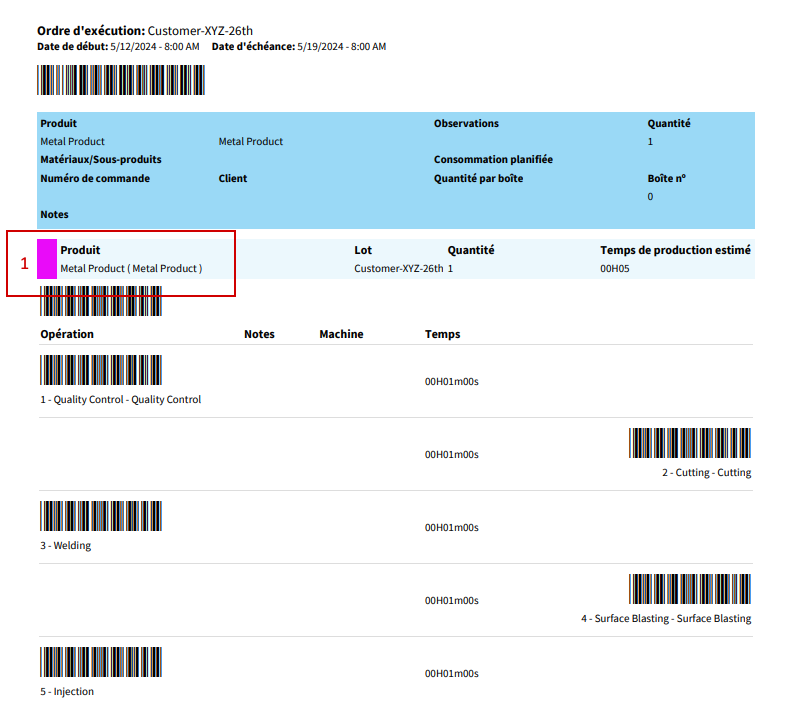 Ordre d'exécution: Customer-XYZ-26th
Date de début: 5/12/2024 - 8:00 AM Date d'échéance: 5/19/2024 - 8:00 AM
Produit Observations Quantité
Metal Product Metal Product 1
Matériaux/Sous-produits Consommation planifiée
Numéro de commande Client Quantité par boîte Boîte nº
0
Notes
1
Produit Lot Quantité Temps de production estimé
Metal Product ( Metal Product ) Customer-XYZ-26th 1 00H05
Opération Notes Machine Temps
00H01m00s
1 - Quality Control - Quality Control
00H01m00s
2 - Cutting - Cutting
00H01m00s
3 - Welding
00H01m00s
4 - Surface Blasting - Surface Blasting
00H01m00s
5 - Injection